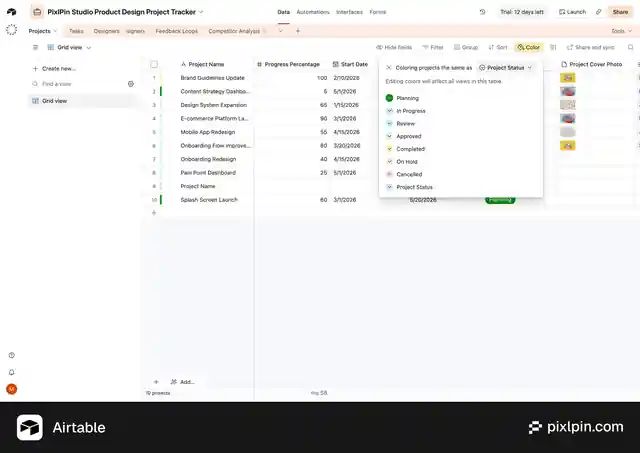 PixlPin Studio Product Design Project Tracker
Data Automations Interfaces Forms
Trial: 12 days left
Launch
Share
Projects Tasks Designers Feedback Loops Competitor Analysis
Tools
Grid view
Hide fields Filter Group Sort Color Share and sync
Create new...
Find a view
Grid view
Project Name Progress Percentage Start Date Project Cover Photo
1 Brand Guidelines Update 100 2/10/2026
2 Content Strategy Dashbo... 5 5/1/2026
3 Design System Expansion 65 1/15/2026
4 E-commerce Platform La... 90 3/1/2026
5 Mobile App Redesign 55 4/15/2026
6 Onboarding Flow Improve... 80 3/20/2026
7 Onboarding Redesign 40 4/15/2026
8 Pain Point Dashboard 25 5/1/2026
9 Project Name
10 Splash Screen Launch 60 3/1/2026 5/20/2026 Planning
Coloring projects the same as Project Status
Editing colors will affect all views in this table.
Planning
In Progress
Review
Approved
Completed
On Hold
Cancelled
Project Status
1
2
3
4
5
6
Add...
10 projects
Avg 58
M
Airtable
pixlpin.com